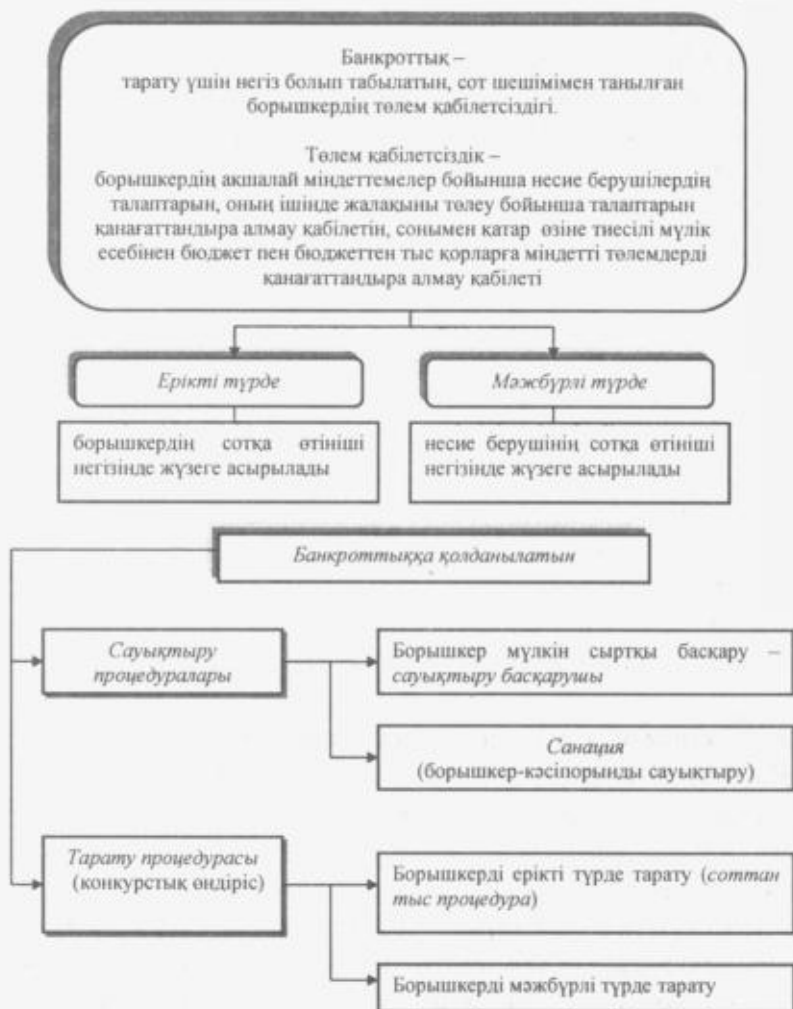 Банкроттық –
тарату үшін негіз болып табылатын, сот шешімімен танылған
борышкердің төлем қабілетсіздігі.
Төлем қабілетсіздік –
борышкердің ақшалай міндеттемелер бойынша несие берушілердің
талаптарын, оның ішінде жалақыны төлеу бойынша талаптарын
қанағаттандыра алмау қабілетін, сонымен қатар өзіне тиесілі мүлік
есебінен бюджет пен бюджеттен тыс қорларға міндетті төлемдерді
қанағаттандыра алмау қабілеті
Ерікті түрде
Мәжбүрлі түрде
борышкердің сотқа өтініші
негізінде жүзеге асырылады
несие берушінің сотқа өтініші
негізінде жүзеге асырылады
Банкроттыққа қолданылатын
Сауықтыру
процедуралары
Борышкер мүлкін сыртқы басқару –
сауықтыру басқарушы
Санация
(борышкер-кәсіпорынды сауықтыру)
Тарату процедурасы
(конкурстық өндіріс)
Борышкерді ерікті түрде тарату (соттан
тыс процедура)
Борышкерді мәжбүрлі түрде тарату